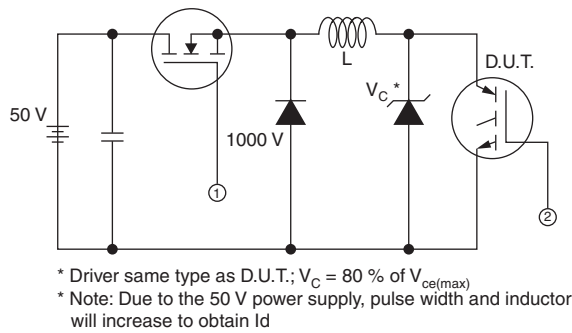 D.U.T.
L
V_C *
50 V
1000 V
①
②
* Driver same type as D.U.T.; V_C = 80 % of V_ce(max)
* Note: Due to the 50 V power supply, pulse width and inductor
will increase to obtain Id